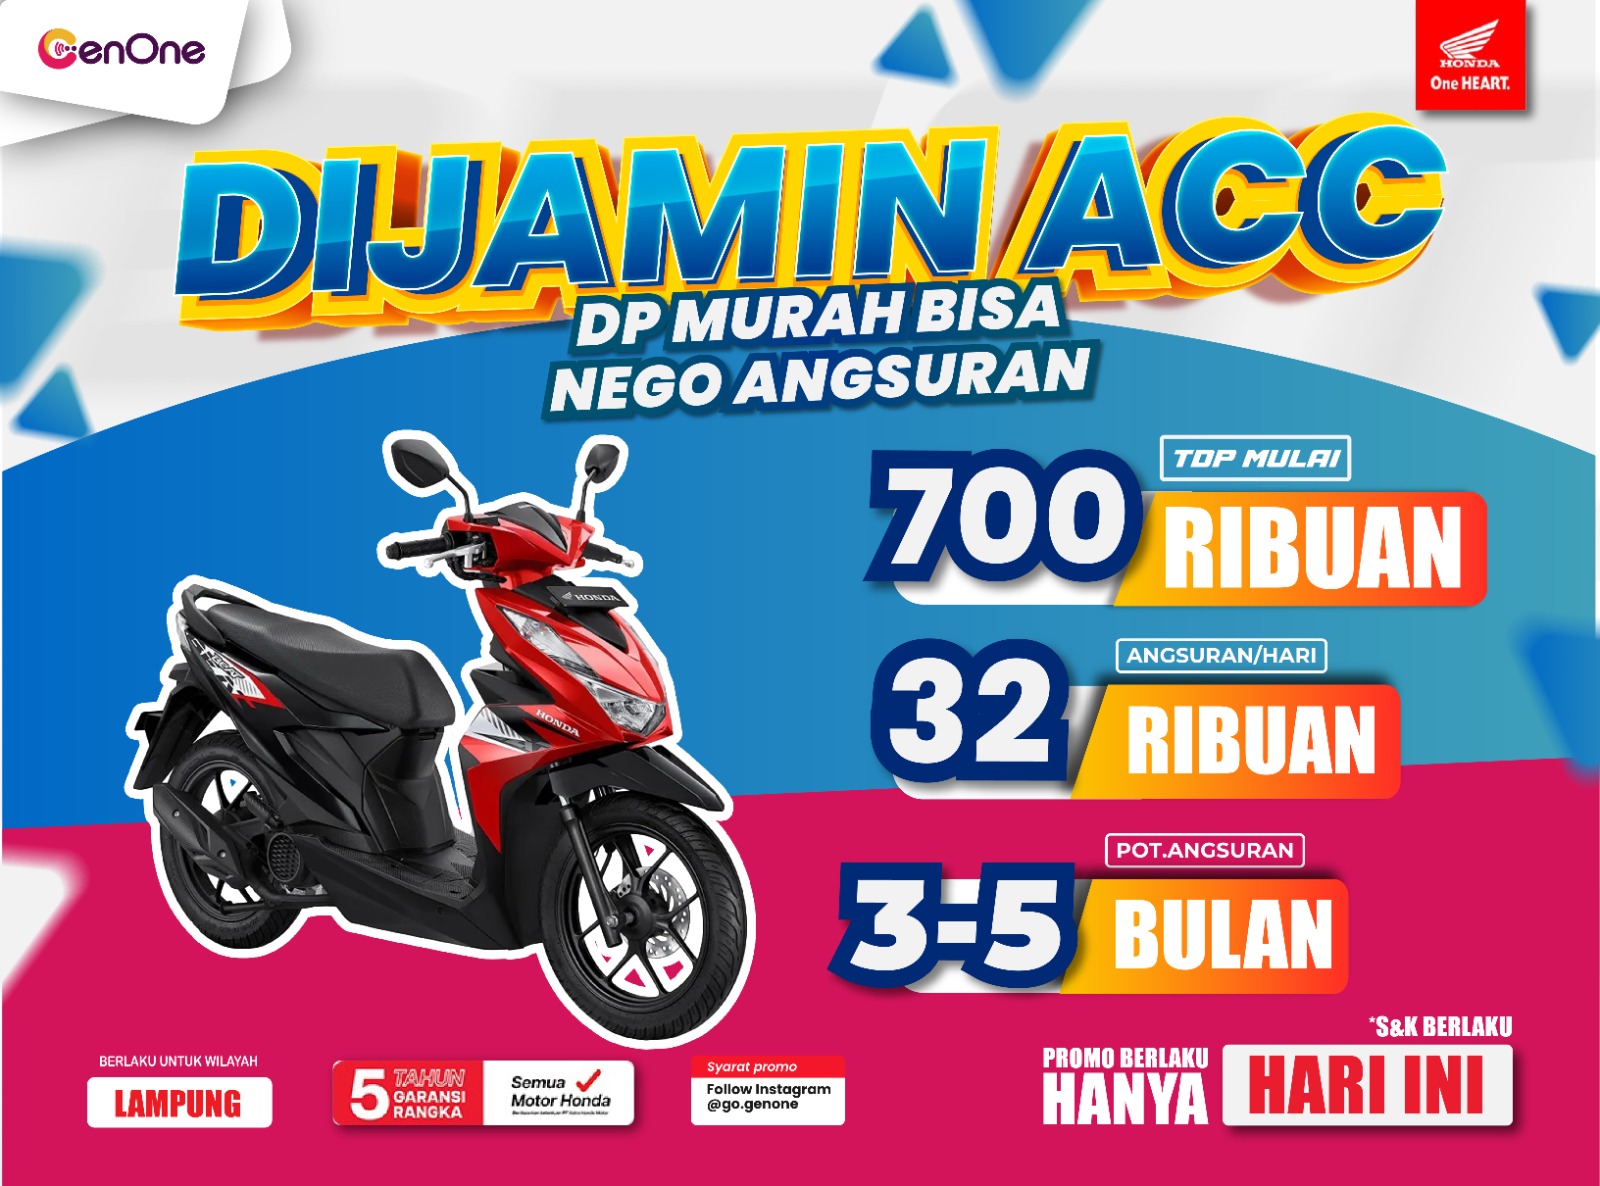 GenOne
HONDA
One HEART.
DIJAMIN ACC
DP MURAH BISA
NEGO ANGSURAN
TDP MULAI
700 RIBUAN
ANGSURAN/HARI
32 RIBUAN
POT.ANGSURAN
3-5 BULAN
HONDA
HONDA
*S&K BERLAKU
PROMO BERLAKU
HANYA
HARI INI
BERLAKU UNTUK WILAYAH
LAMPUNG
5 TAHUN
GARANSI
RANGKA
Semua
Motor Honda
Syarat promo
Follow Instagram
@go.genone